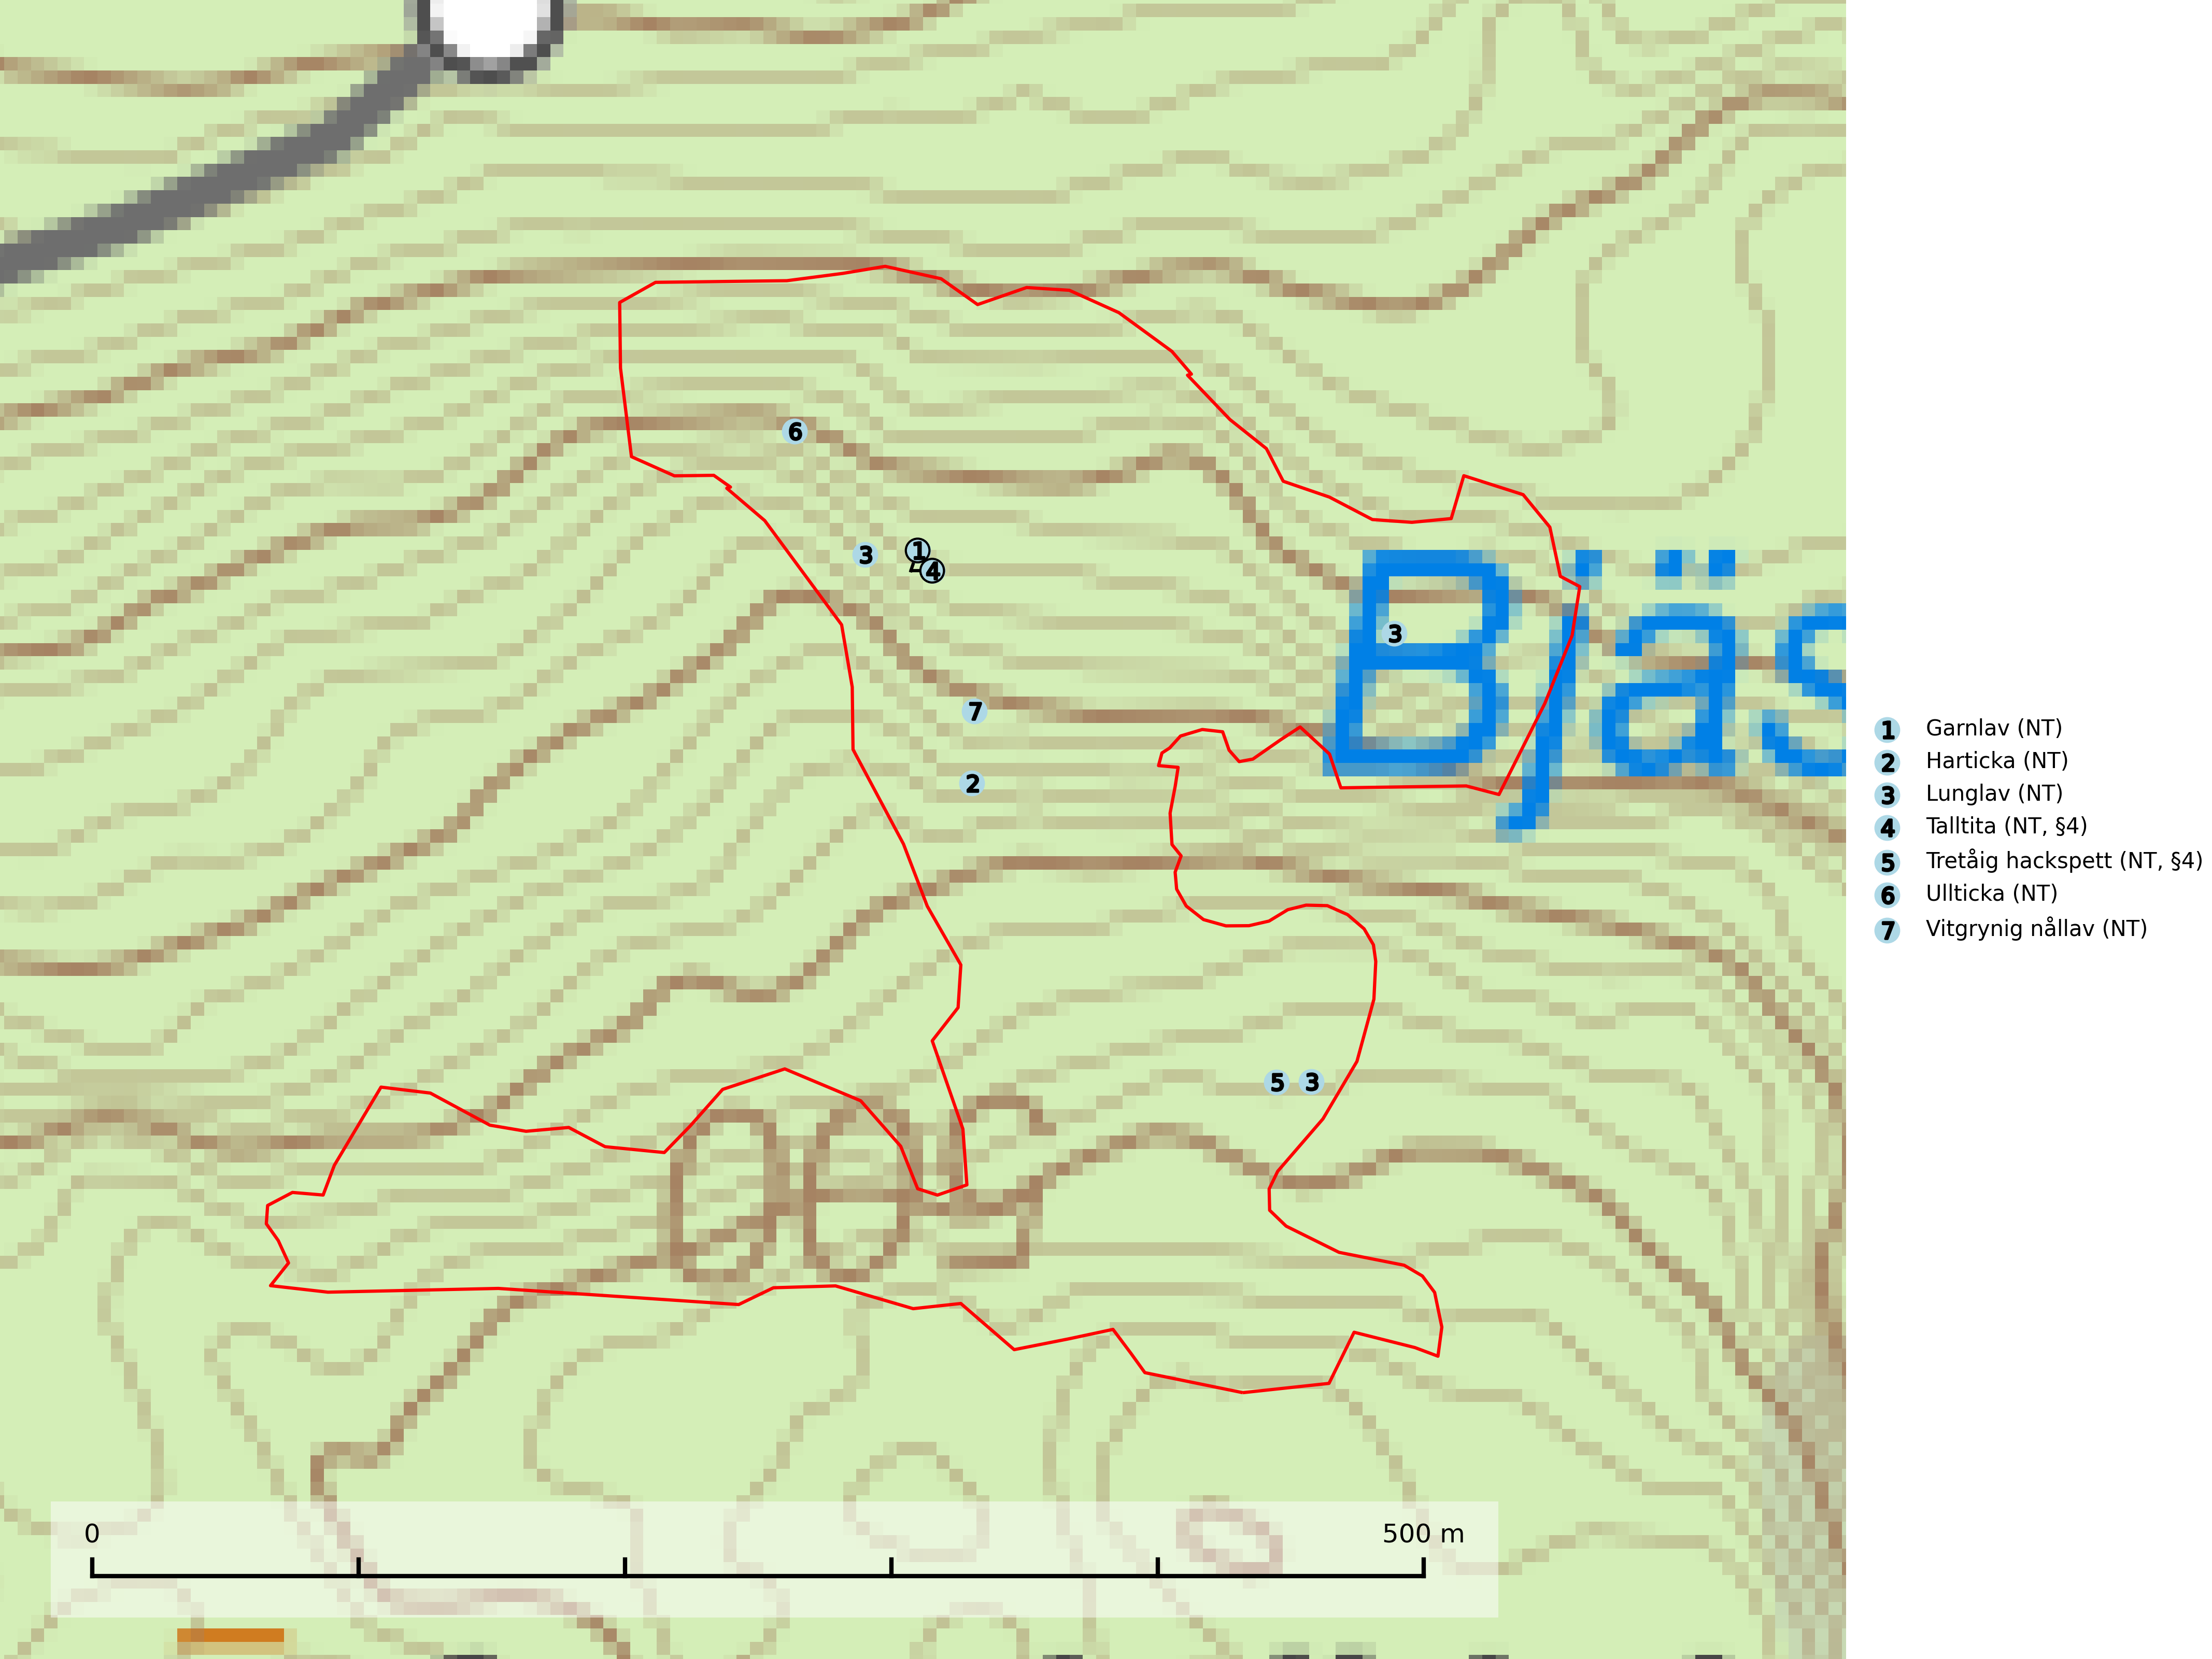 6
3
1
4
Bjäs
3
7
2
5 3
065
0
500 m
1 Garnlav (NT)
2 Harticka (NT)
3 Lunglav (NT)
4 Talltita (NT, §4)
5 Tretåig hackspett (NT, §4)
6 Ullticka (NT)
7 Vitgrynig nållav (NT)